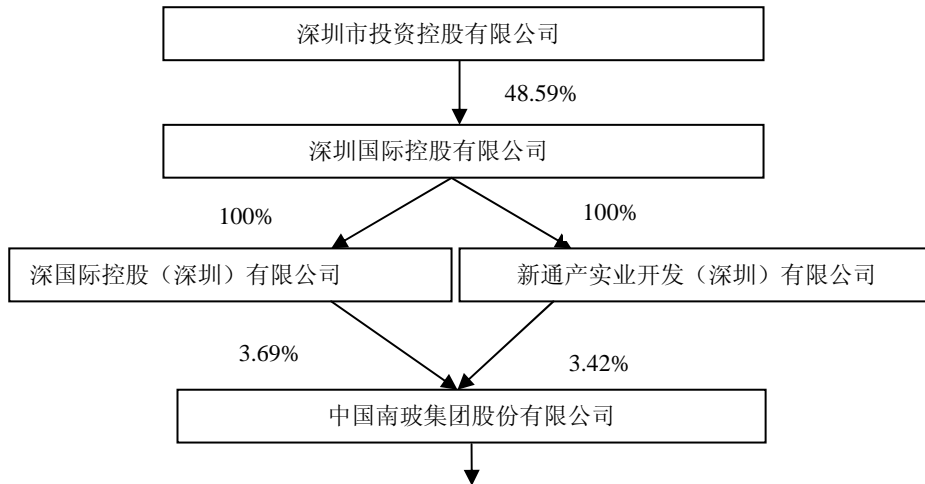 深圳市投资控股有限公司
48.59%
深圳国际控股有限公司
100%
100%
深国际控股（深圳）有限公司
新通产实业开发（深圳）有限公司
3.69%
3.42%
中国南玻集团股份有限公司